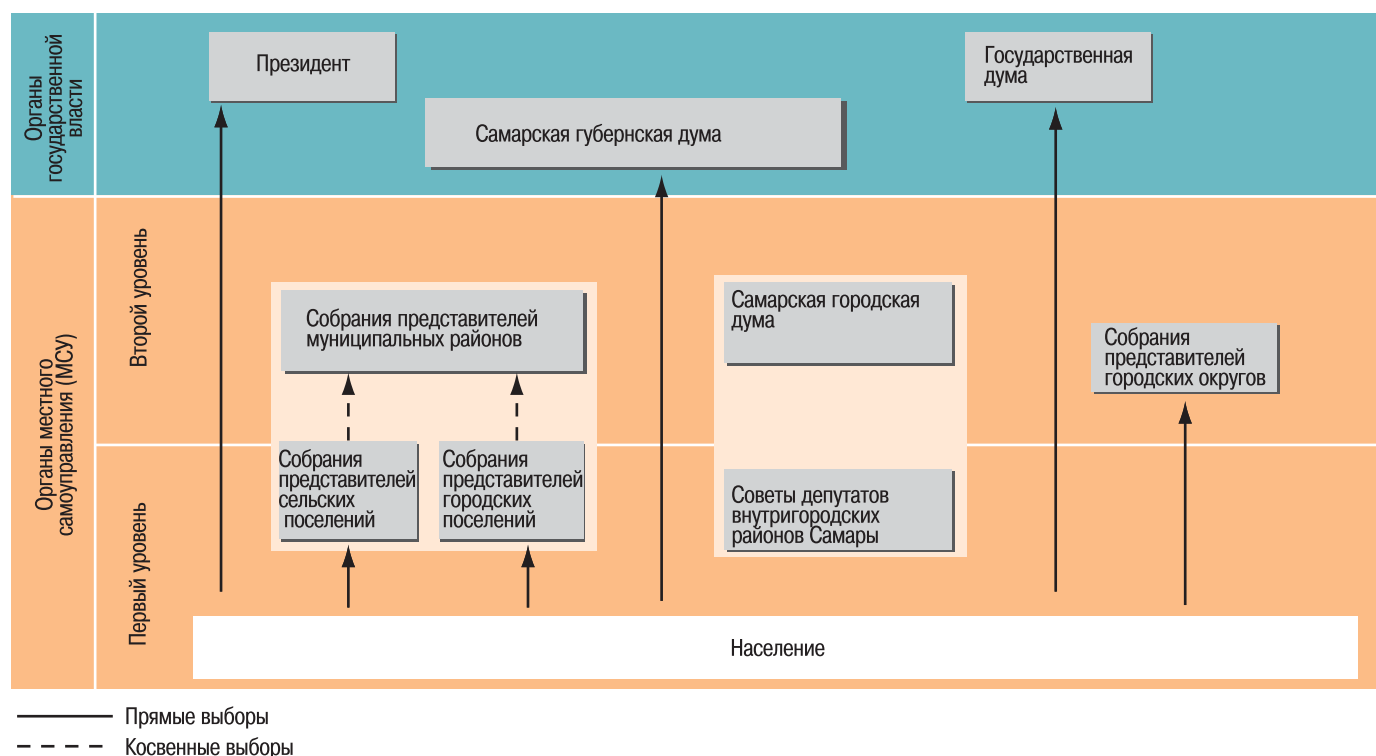 Органы
государственной
власти
Президент
Государственная
дума
Самарская губернская дума
Органы местного
самоуправления (МСУ)
Второй уровень
Собрания представителей
муниципальных районов
Самарская городская
дума
Собрания
представителей
городских округов
Первый уровень
Собрания
представителей
сельских
поселений
Собрания
представителей
городских
поселений
Советы депутатов
внутригородских
районов Самары
Население
Прямые выборы
Косвенные выборы